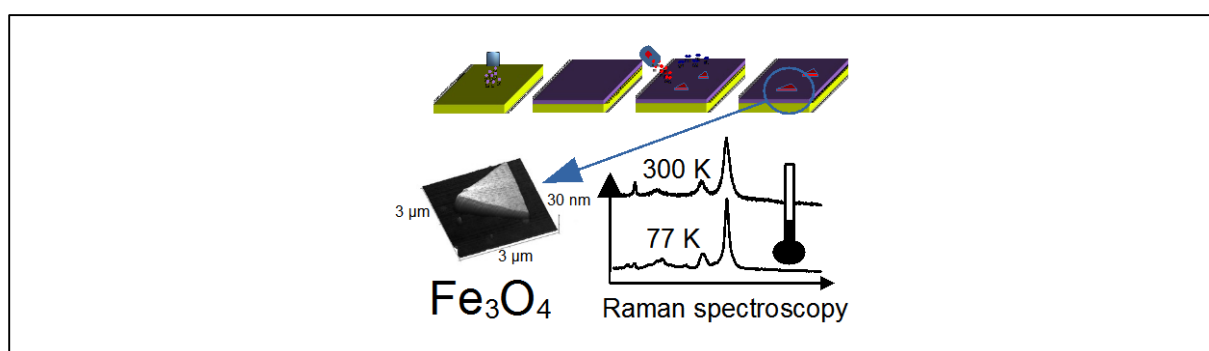 300 K
30 nm
3 µm
3 µm
77 K
Fe₃O₄
Raman spectroscopy